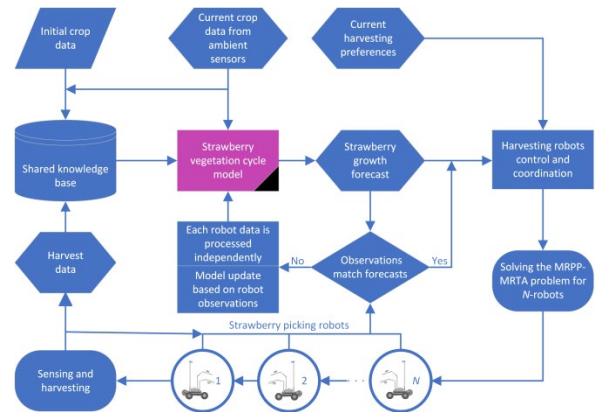 Initial crop
data
Current crop
data from
ambient
sensors
Current
harvesting
preferences
Shared knowledge
base
Strawberry
vegetation cycle
model
Strawberry
growth
forecast
Harvesting robots
control and
coordination
Each robot data is
processed
independently
Model update
based on robot
observations
No
Observations
match forecasts
Yes
Harvest
data
Solving the MRPP-
MRTA problem for
N-robots
Strawberry picking robots
Sensing and
harvesting
1
2
...
N